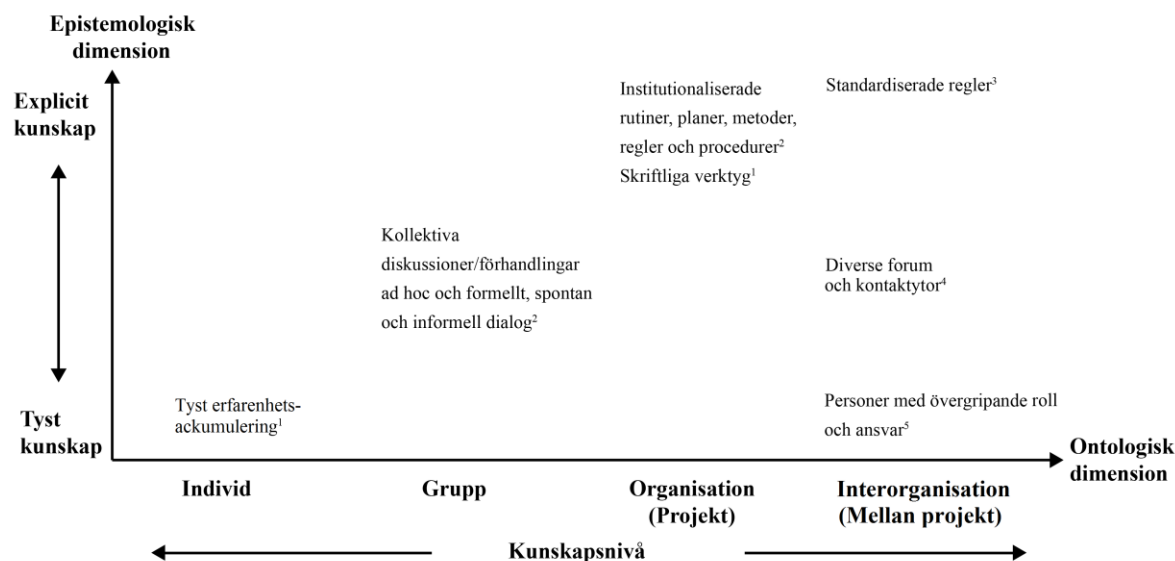 Epistemologisk
dimension
Explicit
kunskap
Institutionaliserade
rutiner, planer, metoder,
regler och procedurer²
Skriftliga verktyg¹
Standardiserade regler³
Kollektiva
diskussioner/förhandlingar
ad hoc och formellt, spontan
och informell dialog²
Diverse forum
och kontaktytor⁴
Tyst
kunskap
Tyst erfarenhets-
ackumulering¹
Personer med övergripande roll
och ansvar⁵
Ontologisk
dimension
Individ
Grupp
Organisation
(Projekt)
Interorganisation
(Mellan projekt)
Kunskapsnivå